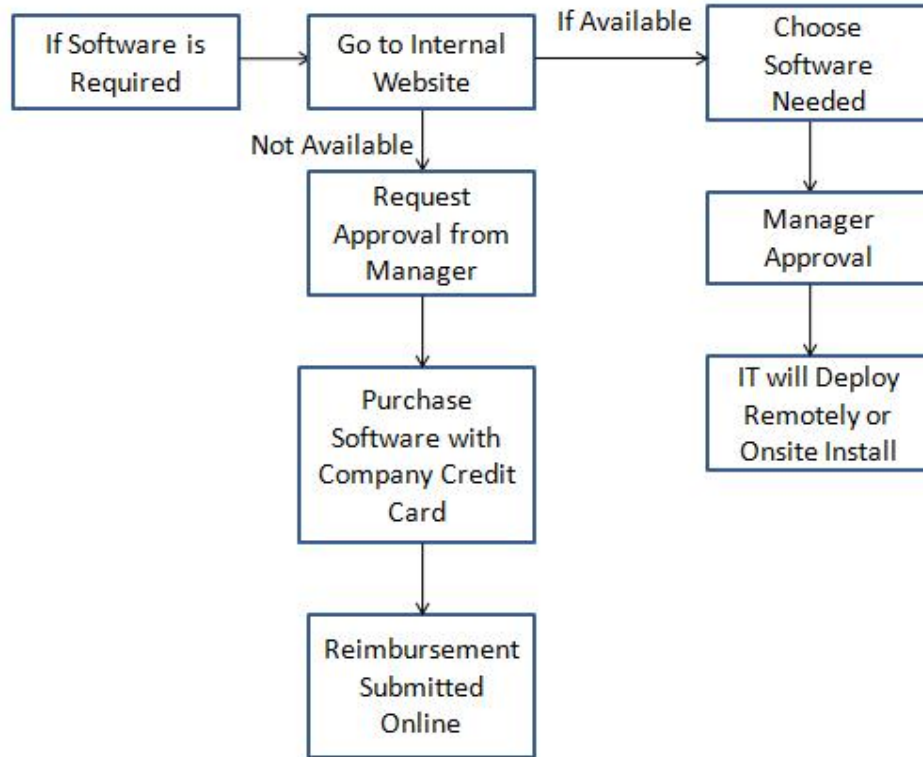 If Software is
Required
Go to Internal
Website
If Available
Choose
Software
Needed
Not Available
Request
Approval from
Manager
Manager
Approval
Purchase
Software with
Company Credit
Card
IT will Deploy
Remotely or
Onsite Install
Reimbursement
Submitted
Online